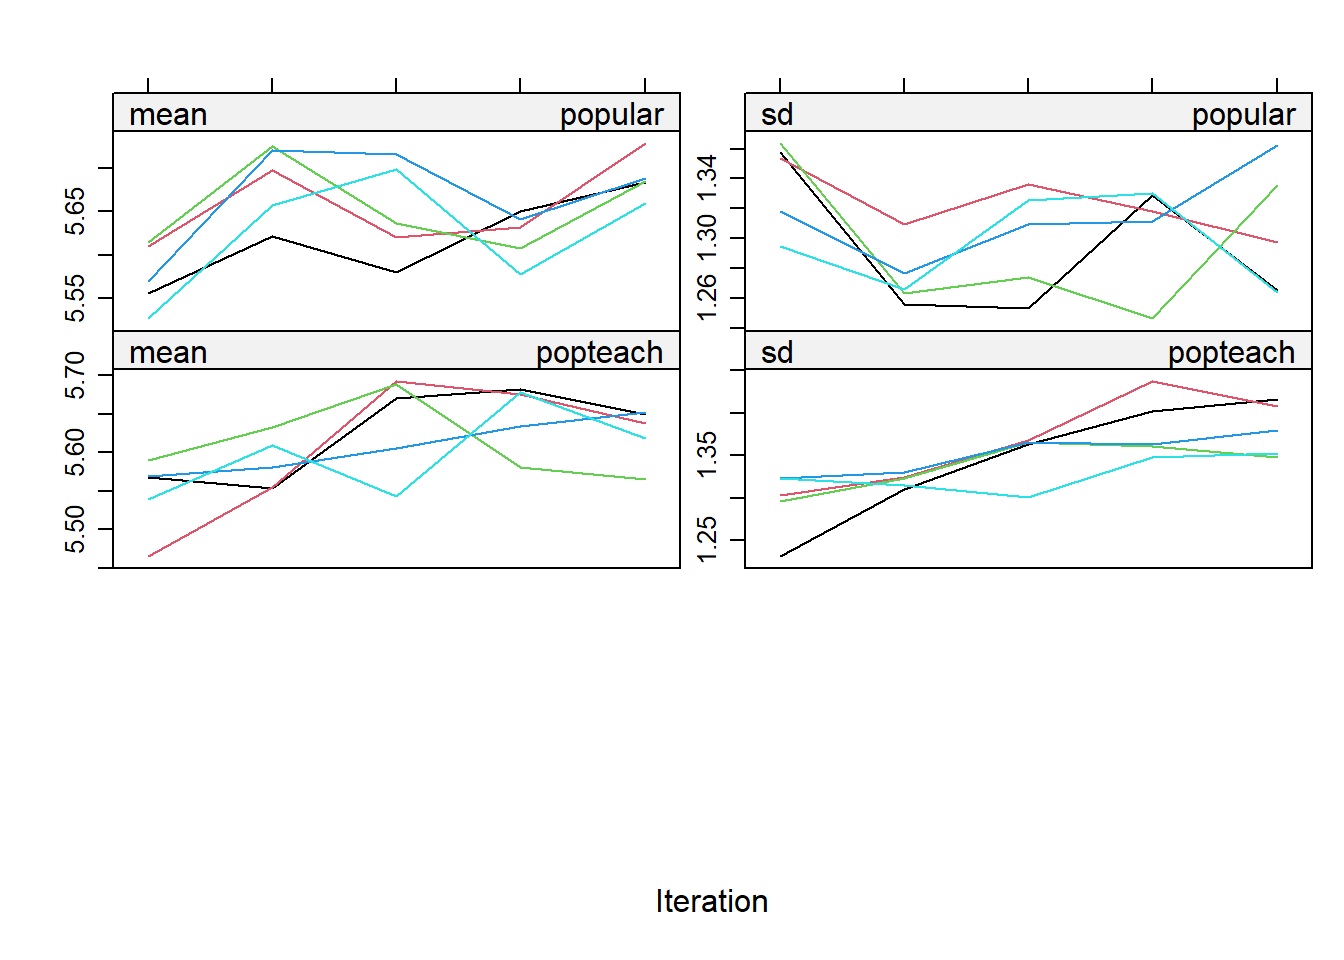 mean popular
sd popular
5.65
5.55
1.34
1.30
1.26
mean popteach
sd popteach
5.70
5.60
5.50
1.35
1.25
Iteration